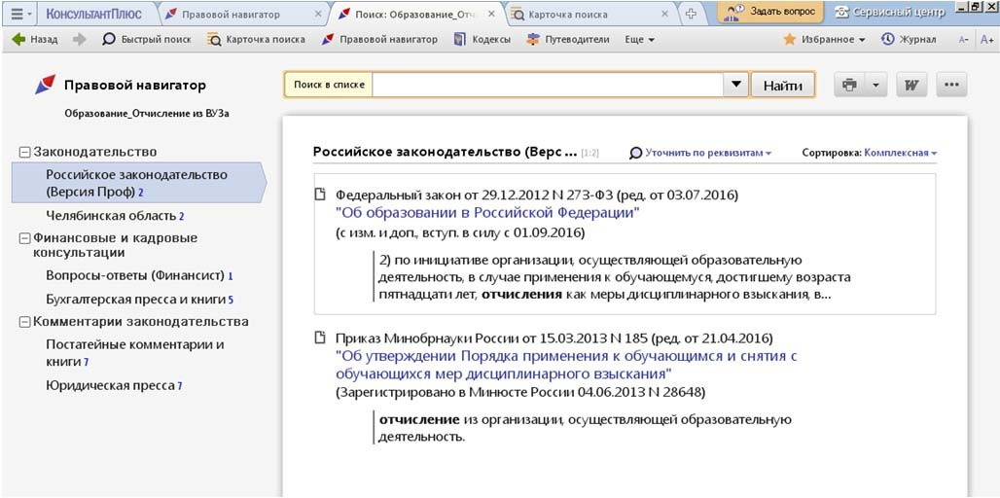 КонсультантПлюс Правовой навигатор × Поиск: Образование_Отчис × Карточка поиска × Задать вопрос Сервисный центр
Назад Быстрый поиск Карточка поиска Правовой навигатор Кодексы Путеводители Еще Избранное Журнал A- A+
Правовой навигатор
Поиск в списке Найти W
Образование_Отчисление из ВУЗа
Законодательство
Российское законодательство
(Версия Проф) 2
Челябинская область 2
Финансовые и кадровые
консультации
Вопросы-ответы (Финансист) 1
Бухгалтерская пресса и книги 5
Комментарии законодательства
Постатейные комментарии и
книги 7
Юридическая пресса 7
Российское законодательство (Верс ... [1:2] Уточнить по реквизитам Сортировка: Комплексная
Федеральный закон от 29.12.2012 N 273-ФЗ (ред. от 03.07.2016)
"Об образовании в Российской Федерации"
(с изм. и доп., вступ. в силу с 01.09.2016)
2) по инициативе организации, осуществляющей образовательную
деятельность, в случае применения к обучающемуся, достигшему возраста
пятнадцати лет, отчисления как меры дисциплинарного взыскания, в...
Приказ Минобрнауки России от 15.03.2013 N 185 (ред. от 21.04.2016)
"Об утверждении Порядка применения к обучающимся и снятия с
обучающихся мер дисциплинарного взыскания"
(Зарегистрировано в Минюсте России 04.06.2013 N 28648)
отчисление из организации, осуществляющей образовательную
деятельность.